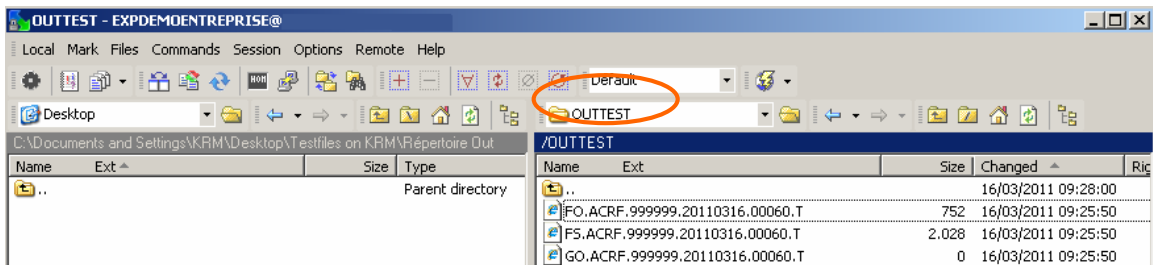 OUTTEST - EXPDEMOENTREPRISE@
Local Mark Files Commands Session Options Remote Help
Default
Desktop OUTTEST
C:\Documents and Settings\KRM\Desktop\Testfiles on KRM\Répertoire Out /OUTTEST
Name Ext Size Type Name Ext Size Changed Rig
.. Parent directory .. 16/03/2011 09:28:00
FO.ACRF.999999.20110316.00060.T 752 16/03/2011 09:25:50
FS.ACRF.999999.20110316.00060.T 2.028 16/03/2011 09:25:50
GO.ACRF.999999.20110316.00060.T 0 16/03/2011 09:25:50